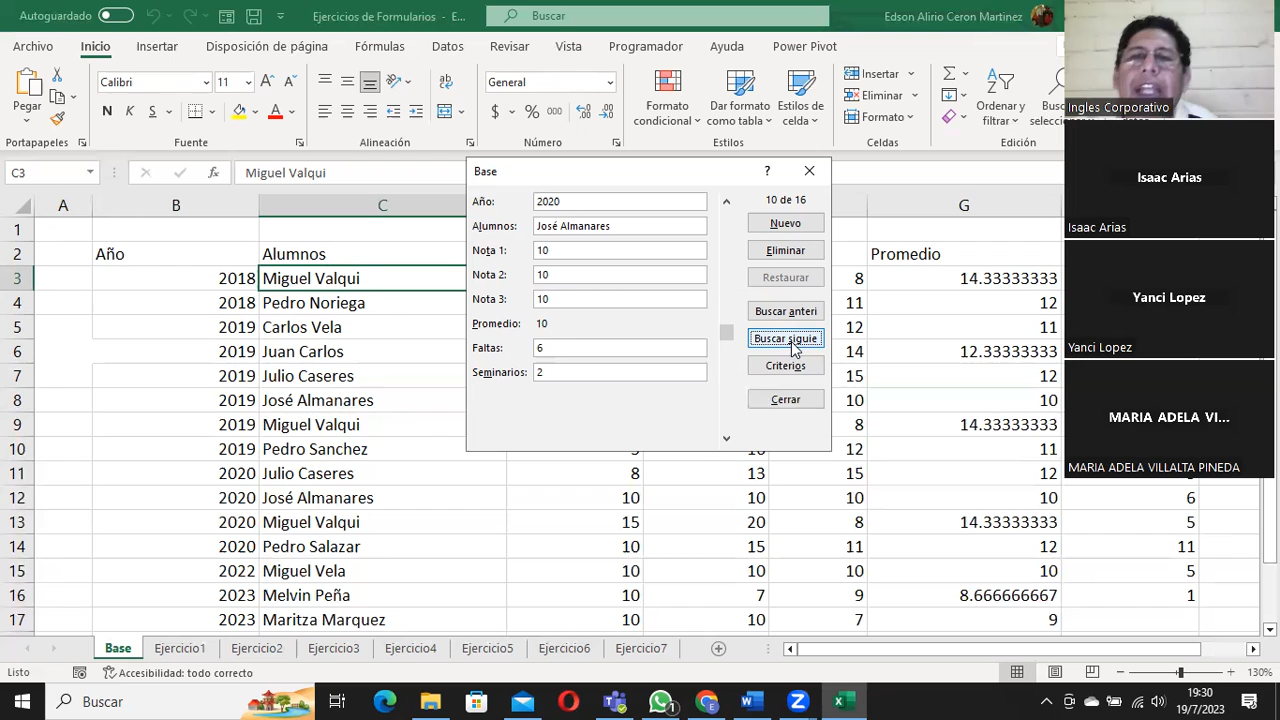 Autoguardado
Ejercicios de Formularios - E...
Buscar
Edson Alirio Ceron Martinez
Archivo Inicio Insertar Disposición de página Fórmulas Datos Revisar Vista Programador Ayuda Power Pivot
Pegar
Calibri 11
N K S
General
$ % 000
Formato condicional
Dar formato como tabla
Estilos de celda
Insertar
Eliminar
Formato
Ordenar y filtrar
Portapapeles Fuente Alineación Número Estilos Celdas
C3
Miguel Valqui
A B C G
1
2 Año Alumnos Promedio
3 2018 Miguel Valqui 8 14.33333333
4 2018 Pedro Noriega 11 12
5 2019 Carlos Vela 12 11
6 2019 Juan Carlos 14 12.33333333
7 2019 Julio Caseres 15 12
8 2019 José Almanares 10 10
9 2019 Miguel Valqui 8 14.33333333
10 2019 Pedro Sanchez 12 11
11 2020 Julio Caseres 8 13 15 12
12 2020 José Almanares 10 10 10 10 6
13 2020 Miguel Valqui 15 20 8 14.33333333 5
14 2020 Pedro Salazar 10 15 11 12 11
15 2022 Miguel Vela 10 10 10 10 5
16 2023 Melvin Peña 10 7 9 8.666666667 1
17 2023 Maritza Marquez 10 10 7 9
Base ? 
Año: 2020
Alumnos: José Almanares
Nota 1: 10
Nota 2: 10
Nota 3: 10
Promedio: 10
Faltas: 6
Seminarios: 2
10 de 16
Nuevo
Eliminar
Restaurar
Buscar anteri
Buscar siguie
Criterios
Cerrar
Ingles Corporativo
Isaac Arias
Isaac Arias
Yanci Lopez
Yanci Lopez
MARIA ADELA VI...
MARIA ADELA VILLALTA PINEDA
Base Ejercicio1 Ejercicio2 Ejercicio3 Ejercicio4 Ejercicio5 Ejercicio6 Ejercicio7
Listo Accesibilidad: todo correcto 130%
Buscar
19:30
19/7/2023